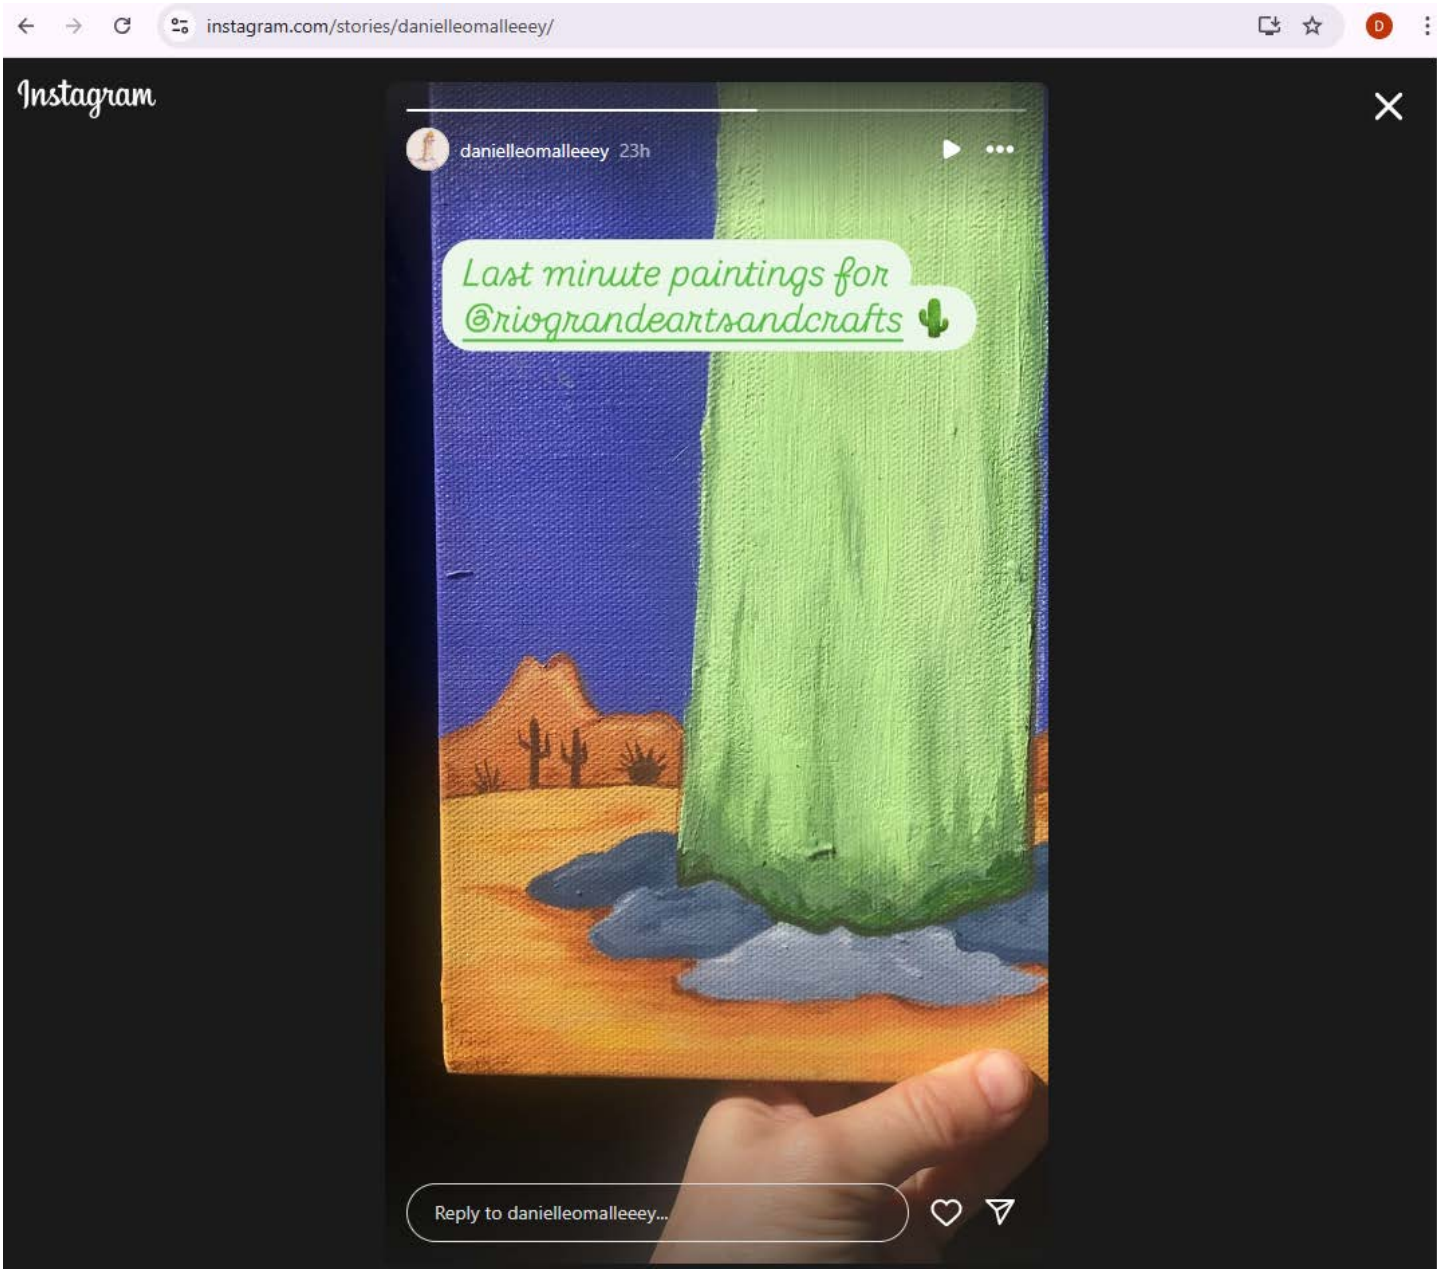 instagram.com/stories/danielleomalleeey/
D
Instagram
danielleomalleeey 23h
Last minute paintings for
@riograndeartsandcrafts
Reply to danielleomalleeey...